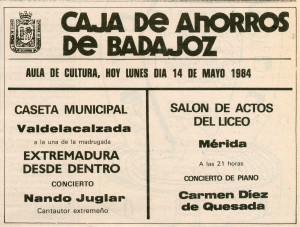 CAJA DE AHORROS
DE BADAJOZ
AULA DE CULTURA, HOY LUNES DIA 14 DE MAYO 1984
CASETA MUNICIPAL
Valdelacalzada
a la una de la madrugada
EXTREMADURA
DESDE DENTRO
CONCIERTO
Nando Juglar
Cantautor extremeño
SALON DE ACTOS
DEL LICEO
Mérida
A las 21 horas
CONCIERTO DE PIANO
Carmen Díez
de Quesada